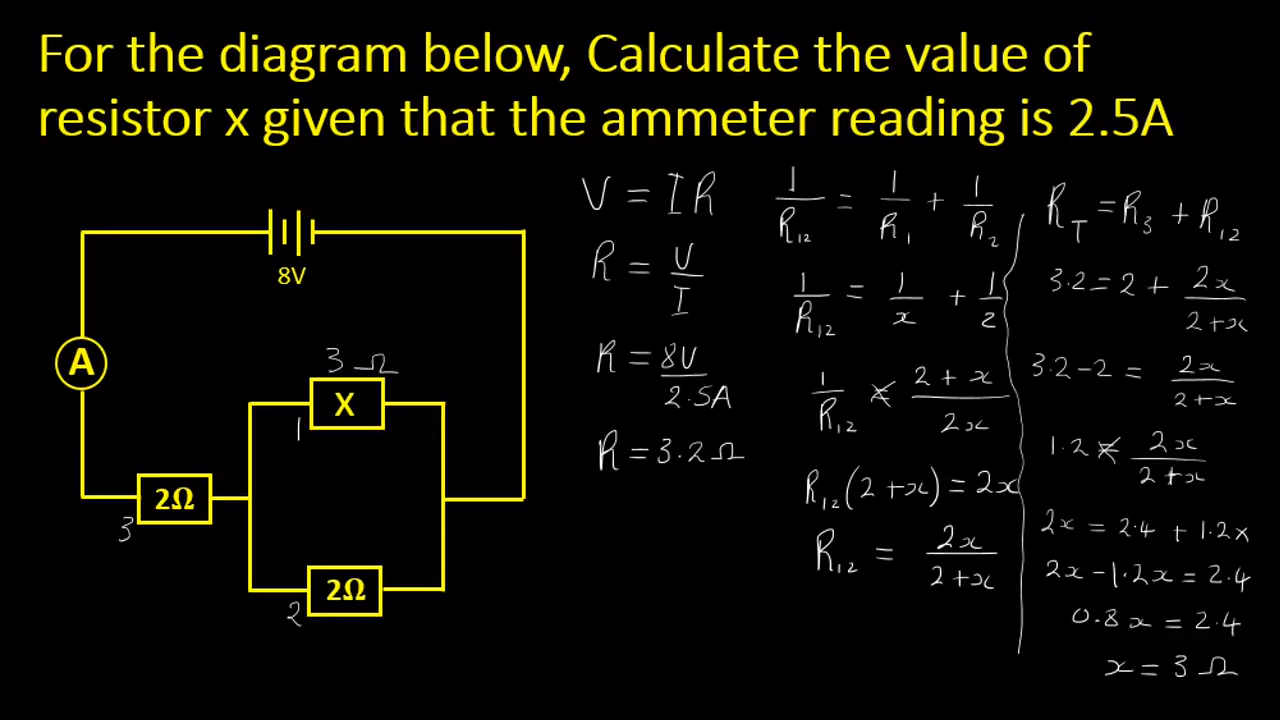 For the diagram below, Calculate the value of
resistor x given that the ammeter reading is 2.5A
8V
A
3 Ω
X
1
2Ω
3
2Ω
2
V = IR
R = V/I
R = 8V/2.5A
R = 3.2 Ω
1/R₁₂ = 1/R₁ + 1/R₂
1/R₁₂ = 1/x + 1/2
1/R₁₂ = (2 + x)/2x
R₁₂(2 + x) = 2x
R₁₂ = 2x/(2 + x)
R_T = R₃ + R₁₂
3.2 = 2 + 2x/(2 + x)
3.2 - 2 = 2x/(2 + x)
1.2 = 2x/(2 + x)
2x = 2.4 + 1.2x
2x - 1.2x = 2.4
0.8x = 2.4
x = 3 Ω